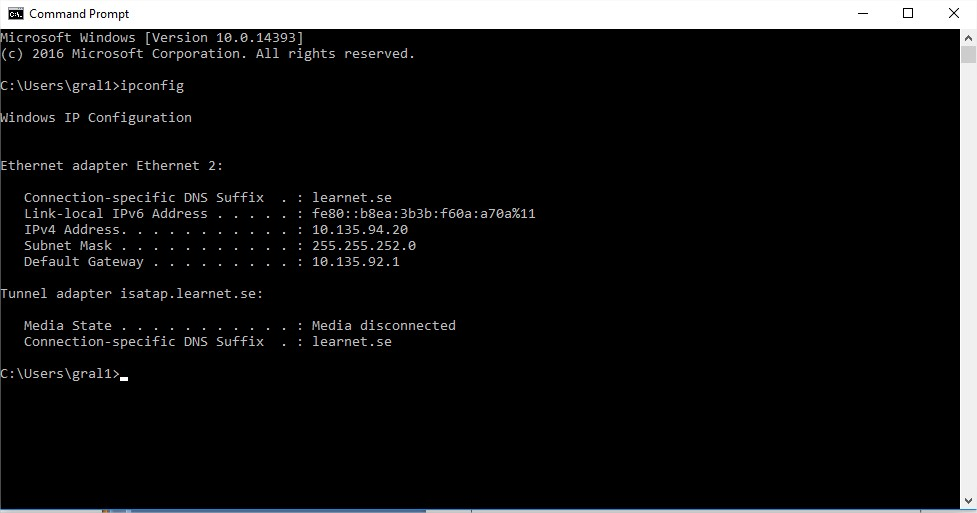 Command Prompt
Microsoft Windows [Version 10.0.14393]
(c) 2016 Microsoft Corporation. All rights reserved.
C:\Users\gral1>ipconfig
Windows IP Configuration
Ethernet adapter Ethernet 2:
Connection-specific DNS Suffix  . : learnet.se
Link-local IPv6 Address . . . . . : fe80::b8ea:3b3b:f60a:a70a%11
IPv4 Address. . . . . . . . . . . : 10.135.94.20
Subnet Mask . . . . . . . . . . . : 255.255.252.0
Default Gateway . . . . . . . . . : 10.135.92.1
Tunnel adapter isatap.learnet.se:
Media State . . . . . . . . . . . : Media disconnected
Connection-specific DNS Suffix  . : learnet.se
C:\Users\gral1>